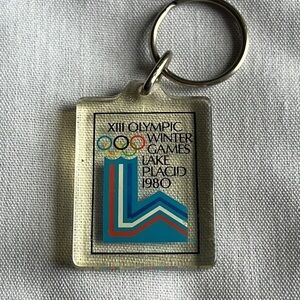 XIII OLYMPIC
WINTER
GAMES
LAKE
PLACID
1980